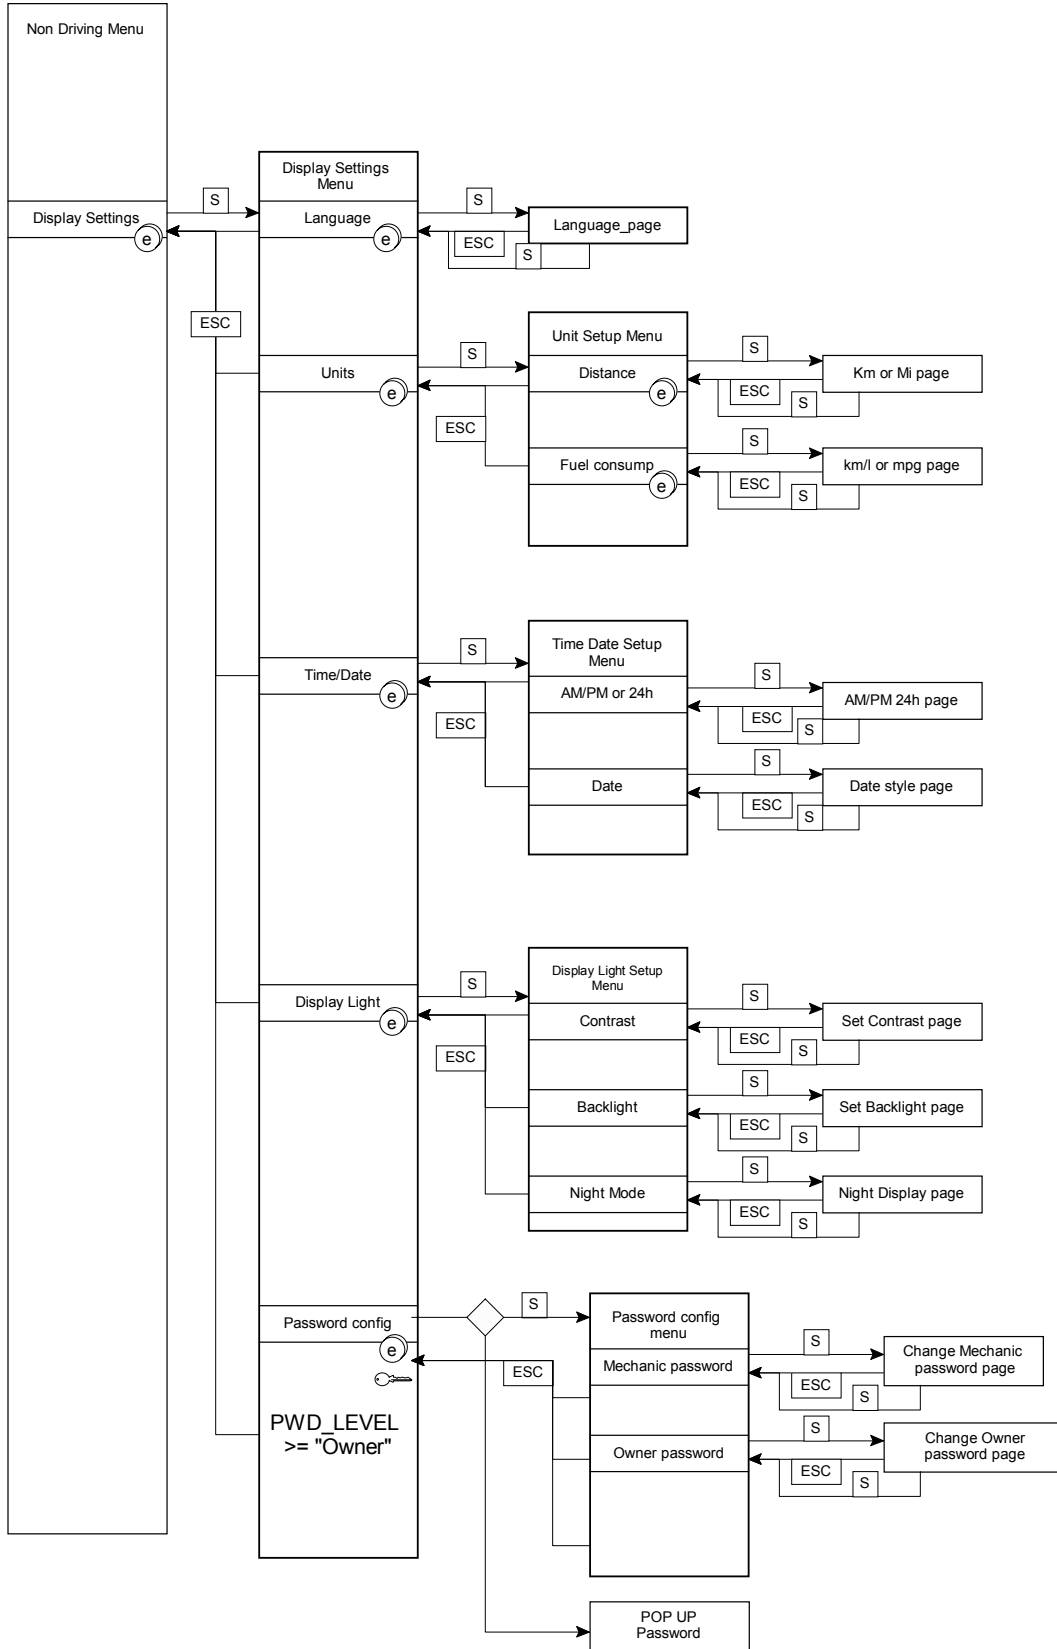 Non Driving Menu
Display Settings
Menu
S
S
Display Settings
Language
Language_page
e
e
ESC
S
ESC
Unit Setup Menu
S
S
Units
Distance
Km or Mi page
e
e
ESC
S
ESC
S
Fuel consump
km/l or mpg page
e
ESC
S
Time Date Setup
Menu
S
Time/Date
S
AM/PM or 24h
AM/PM 24h page
e
ESC
ESC
S
S
Date
Date style page
ESC
S
Display Light Setup
Menu
S
Display Light
S
Contrast
Set Contrast page
e
ESC
S
ESC
S
Backlight
Set Backlight page
ESC
S
S
Night Mode
Night Display page
ESC
S
S
Password config
Password config
menu
S
e
Mechanic password
Change Mechanic
password page
ESC
ESC
S
PWD_LEVEL
>= "Owner"
S
Owner password
Change Owner
password page
ESC
S
POP UP
Password